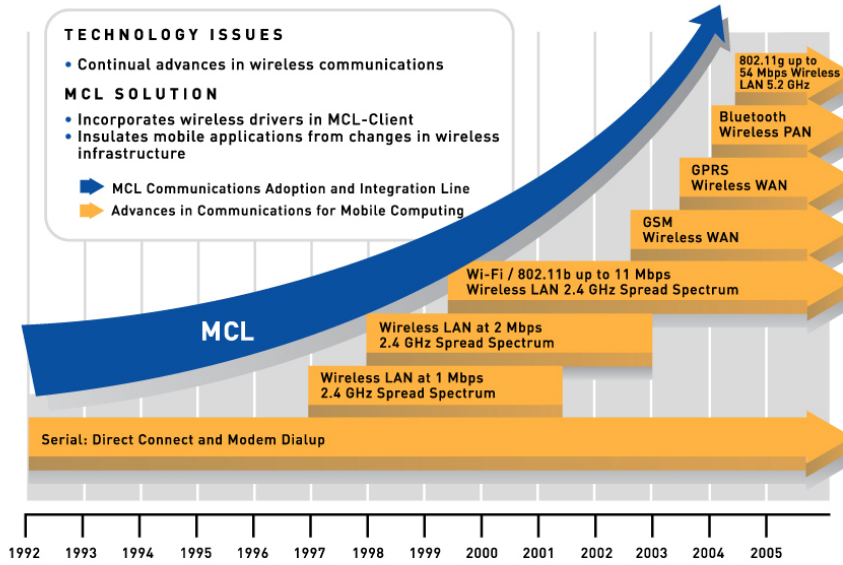 TECHNOLOGY ISSUES
• Continual advances in wireless communications
MCL SOLUTION
• Incorporates wireless drivers in MCL-Client
• Insulates mobile applications from changes in wireless
infrastructure
MCL Communications Adoption and Integration Line
Advances in Communications for Mobile Computing
802.11g up to
54 Mbps Wireless
LAN 5.2 GHz
Bluetooth
Wireless PAN
GPRS
Wireless WAN
GSM
Wireless WAN
Wi-Fi / 802.11b up to 11 Mbps
Wireless LAN 2.4 GHz Spread Spectrum
MCL
Wireless LAN at 2 Mbps
2.4 GHz Spread Spectrum
Wireless LAN at 1 Mbps
2.4 GHz Spread Spectrum
Serial: Direct Connect and Modem Dialup
1992 1993 1994 1995 1996 1997 1998 1999 2000 2001 2002 2003 2004 2005